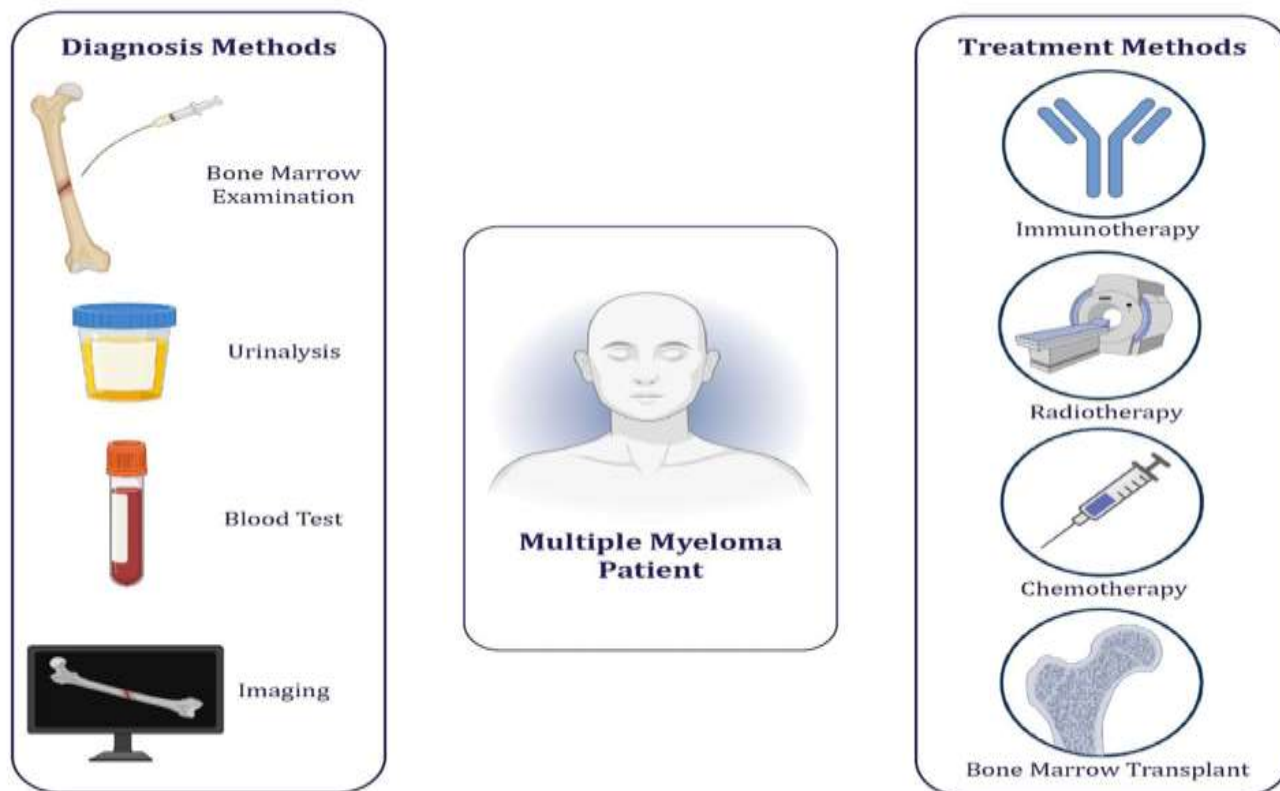 Diagnosis Methods
Bone Marrow
Examination
Urinalysis
Blood Test
Imaging
Multiple Myeloma
Patient
Treatment Methods
Immunotherapy
Radiotherapy
Chemotherapy
Bone Marrow Transplant